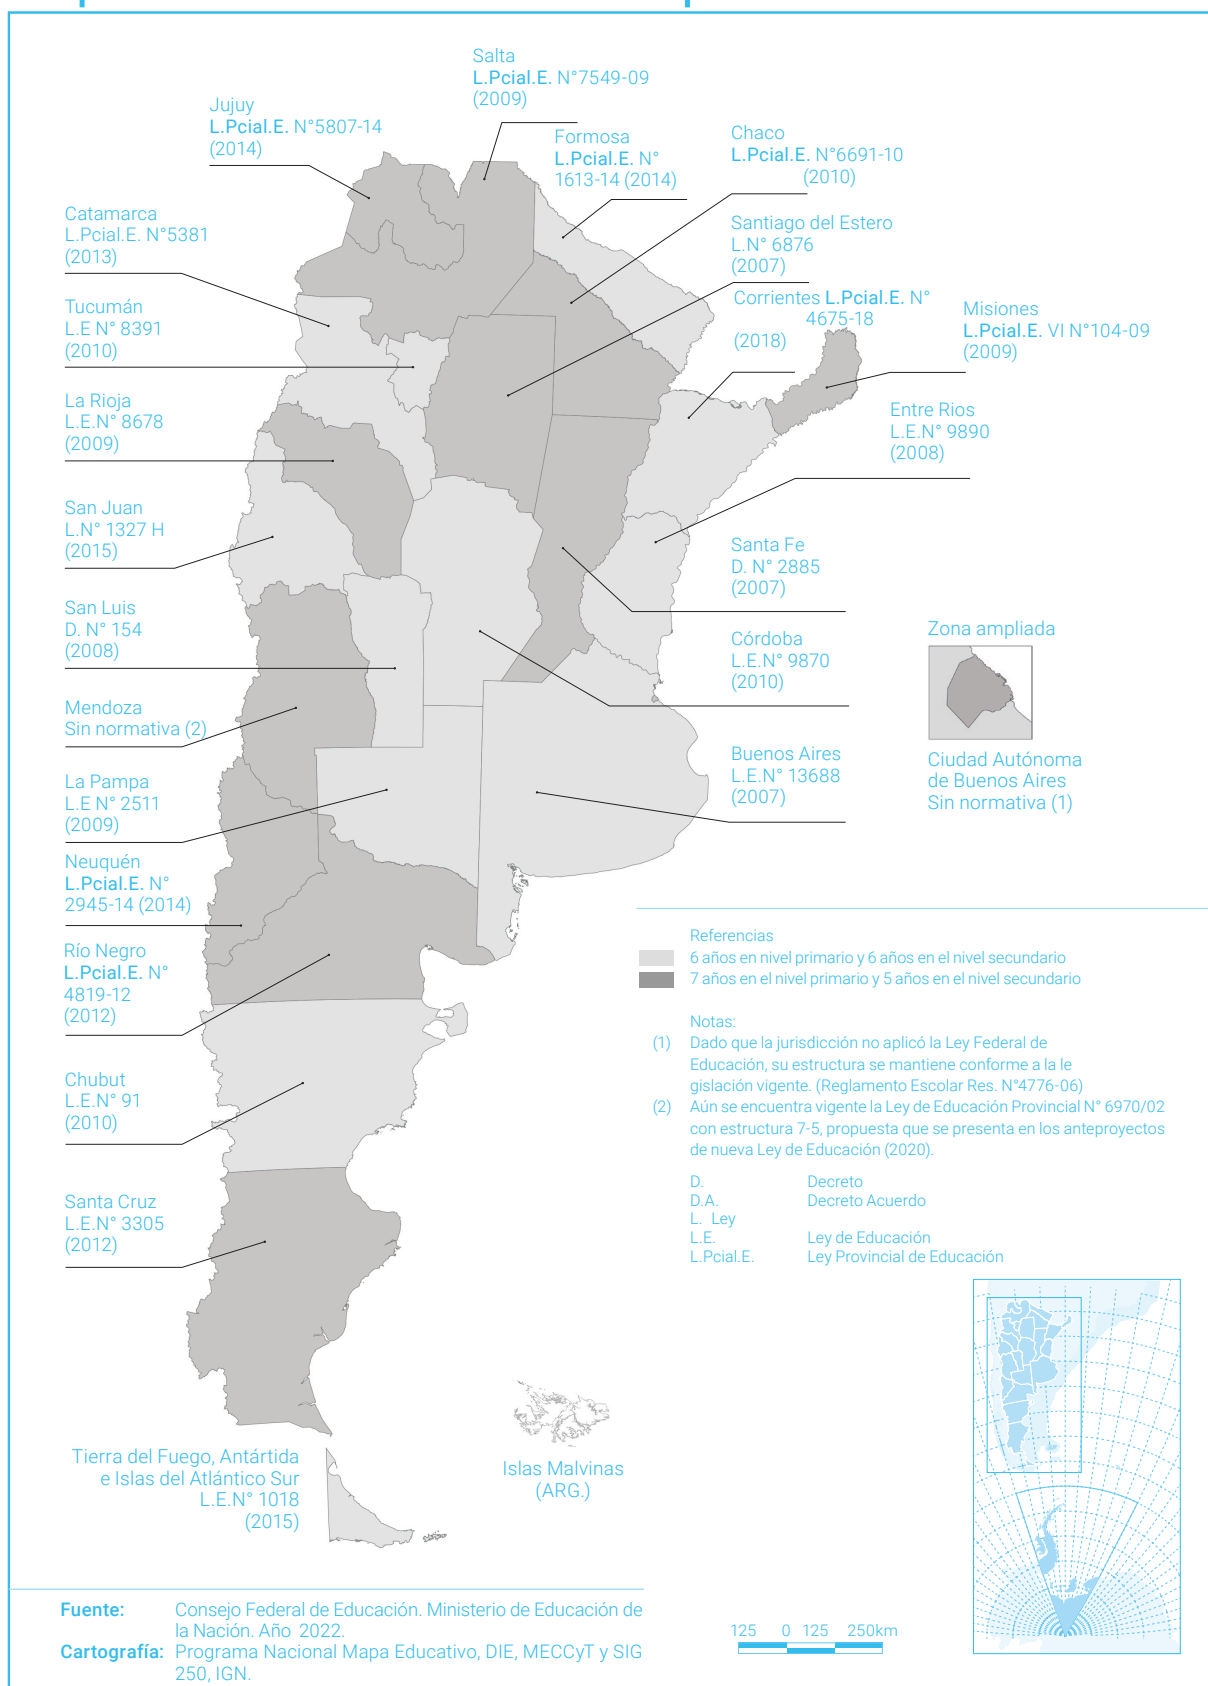 Salta
L.Pcial.E. N°7549-09
(2009)
Jujuy
L.Pcial.E. N°5807-14
(2014)
Formosa
L.Pcial.E. N°
1613-14 (2014)
Chaco
L.Pcial.E. N°6691-10
(2010)
Catamarca
L.Pcial.E. N°5381
(2013)
Santiago del Estero
L.N° 6876
(2007)
Tucumán
L.E N° 8391
(2010)
Corrientes L.Pcial.E. N°
4675-18
(2018)
Misiones
L.Pcial.E. VI N°104-09
(2009)
La Rioja
L.E.N° 8678
(2009)
Entre Rios
L.E.N° 9890
(2008)
San Juan
L.N° 1327 H
(2015)
Santa Fe
D. N° 2885
(2007)
San Luis
D. N° 154
(2008)
Córdoba
L.E.N° 9870
(2010)
Zona ampliada
Mendoza
Sin normativa (2)
Buenos Aires
L.E.N° 13688
(2007)
Ciudad Autónoma
de Buenos Aires
Sin normativa (1)
La Pampa
L.E N° 2511
(2009)
Neuquén
L.Pcial.E. N°
2945-14 (2014)
Río Negro
L.Pcial.E. N°
4819-12
(2012)
Referencias
6 años en nivel primario y 6 años en el nivel secundario
7 años en el nivel primario y 5 años en el nivel secundario
Notas:
(1) Dado que la jurisdicción no aplicó la Ley Federal de
Educación, su estructura se mantiene conforme a la le
gislación vigente. (Reglamento Escolar Res. N°4776-06)
(2) Aún se encuentra vigente la Ley de Educación Provincial N° 6970/02
con estructura 7-5, propuesta que se presenta en los anteproyectos
de nueva Ley de Educación (2020).
Chubut
L.E.N° 91
(2010)
D. Decreto
D.A. Decreto Acuerdo
L. Ley
L.E. Ley de Educación
L.Pcial.E. Ley Provincial de Educación
Santa Cruz
L.E.N° 3305
(2012)
Tierra del Fuego, Antártida
e Islas del Atlántico Sur
L.E.N° 1018
(2015)
Islas Malvinas
(ARG.)
Fuente: Consejo Federal de Educación. Ministerio de Educación de
la Nación. Año 2022.
Cartografía: Programa Nacional Mapa Educativo, DIE, MECCyT y SIG
250, IGN.
125 0 125 250km